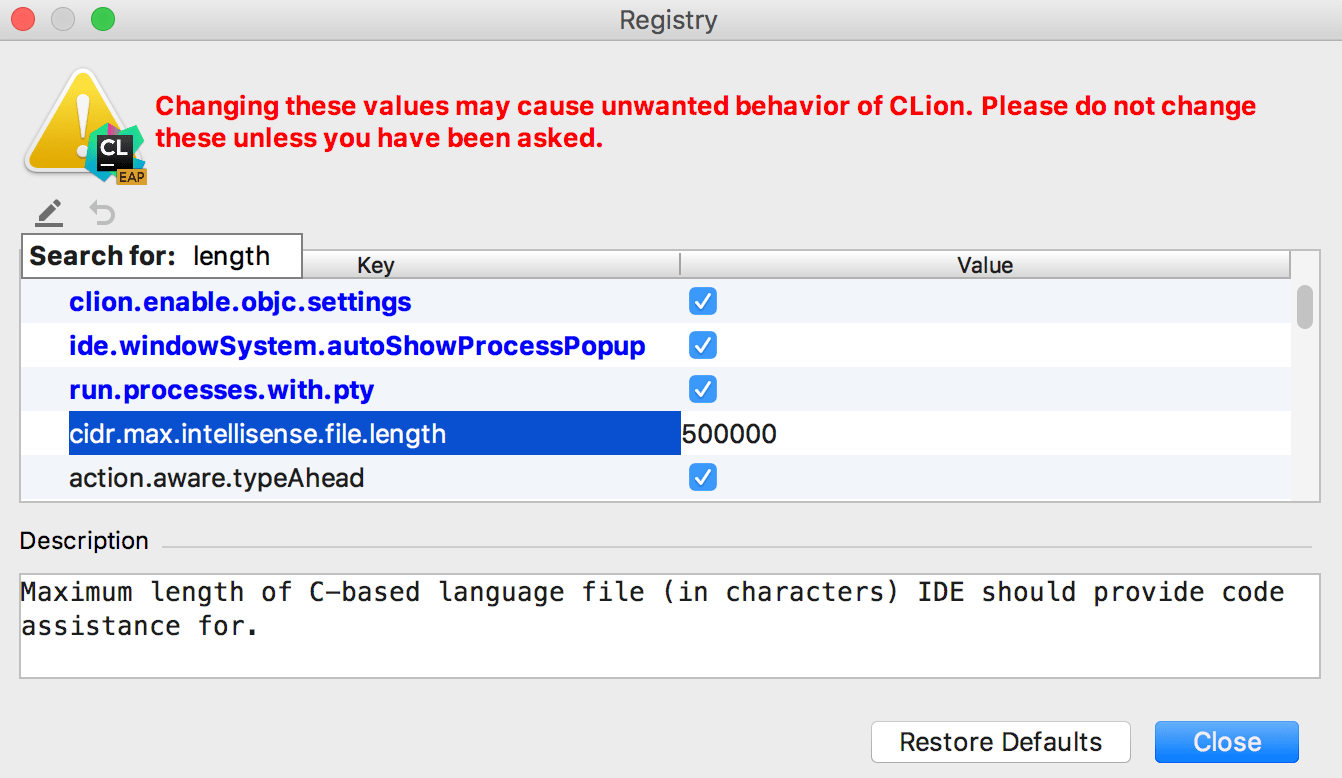 Registry
Changing these values may cause unwanted behavior of CLion. Please do not change
these unless you have been asked.
CL
EAP
Search for: length
Key Value
clion.enable.objc.settings
ide.windowSystem.autoShowProcessPopup
run.processes.with.pty
cidr.max.intellisense.file.length 500000
action.aware.typeAhead
Description
Maximum length of C-based language file (in characters) IDE should provide code
assistance for.
Restore Defaults Close